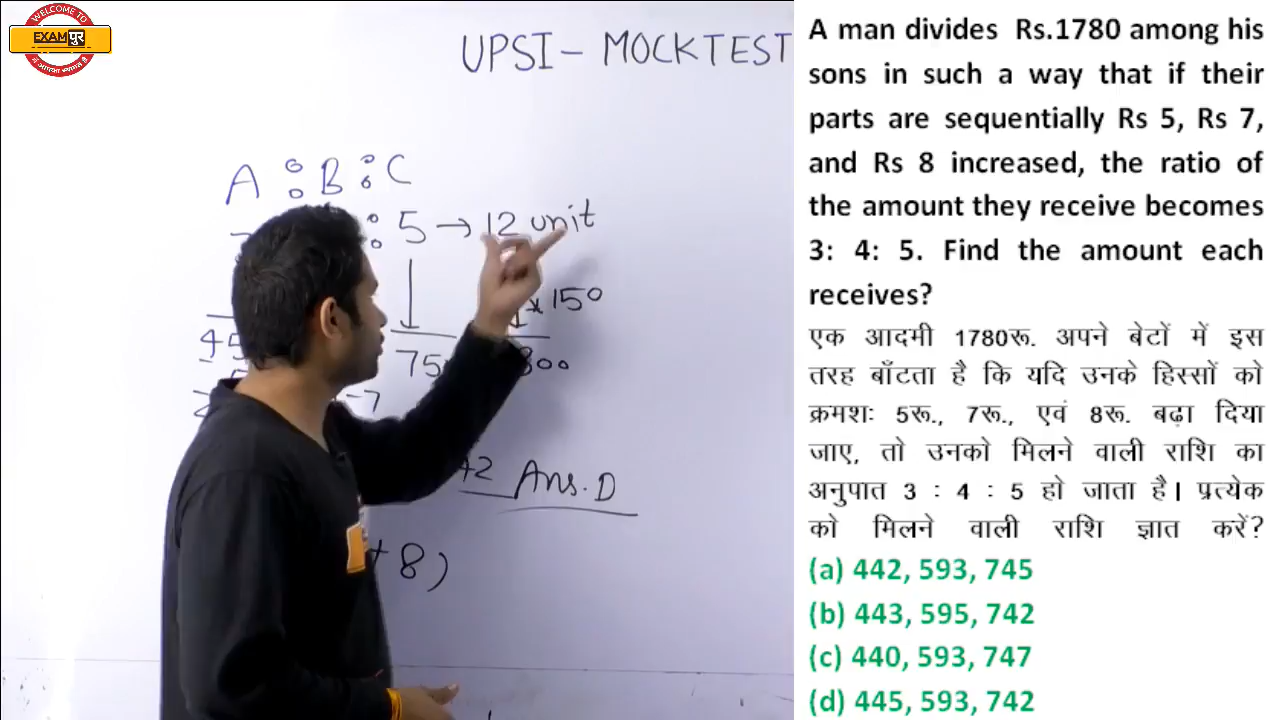 WELCOME TO
EXAMपुर
UPSI- MOCKTEST
A : B : C
: 5 → 12 unit
*150
45
75
800
-7
42 Ans. D
+ 8)
A man divides Rs.1780 among his
sons in such a way that if their
parts are sequentially Rs 5, Rs 7,
and Rs 8 increased, the ratio of
the amount they receive becomes
3: 4: 5. Find the amount each
receives?
एक आदमी 1780रू. अपने बेटों में इस
तरह बाँटता है कि यदि उनके हिस्सों को
क्रमशः 5रू., 7रू., एवं 8रू. बढ़ा दिया
जाए, तो उनको मिलने वाली राशि का
अनुपात 3 : 4 : 5 हो जाता है। प्रत्येक
को मिलने वाली राशि ज्ञात करें?
(a) 442, 593, 745
(b) 443, 595, 742
(c) 440, 593, 747
(d) 445, 593, 742